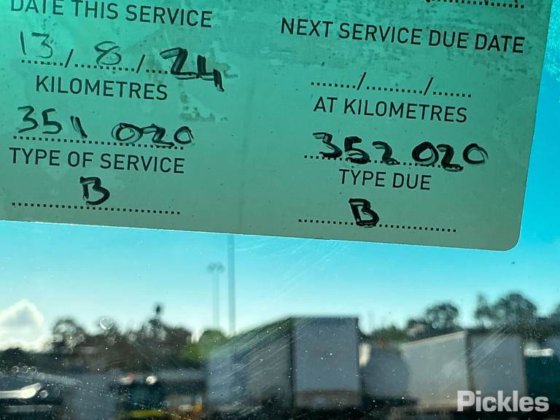 DATE THIS SERVICE
13/8/24
KILOMETRES
351 020
TYPE OF SERVICE
B
NEXT SERVICE DUE DATE
....../....../......
AT KILOMETRES
352 020
TYPE DUE
B
Pickles